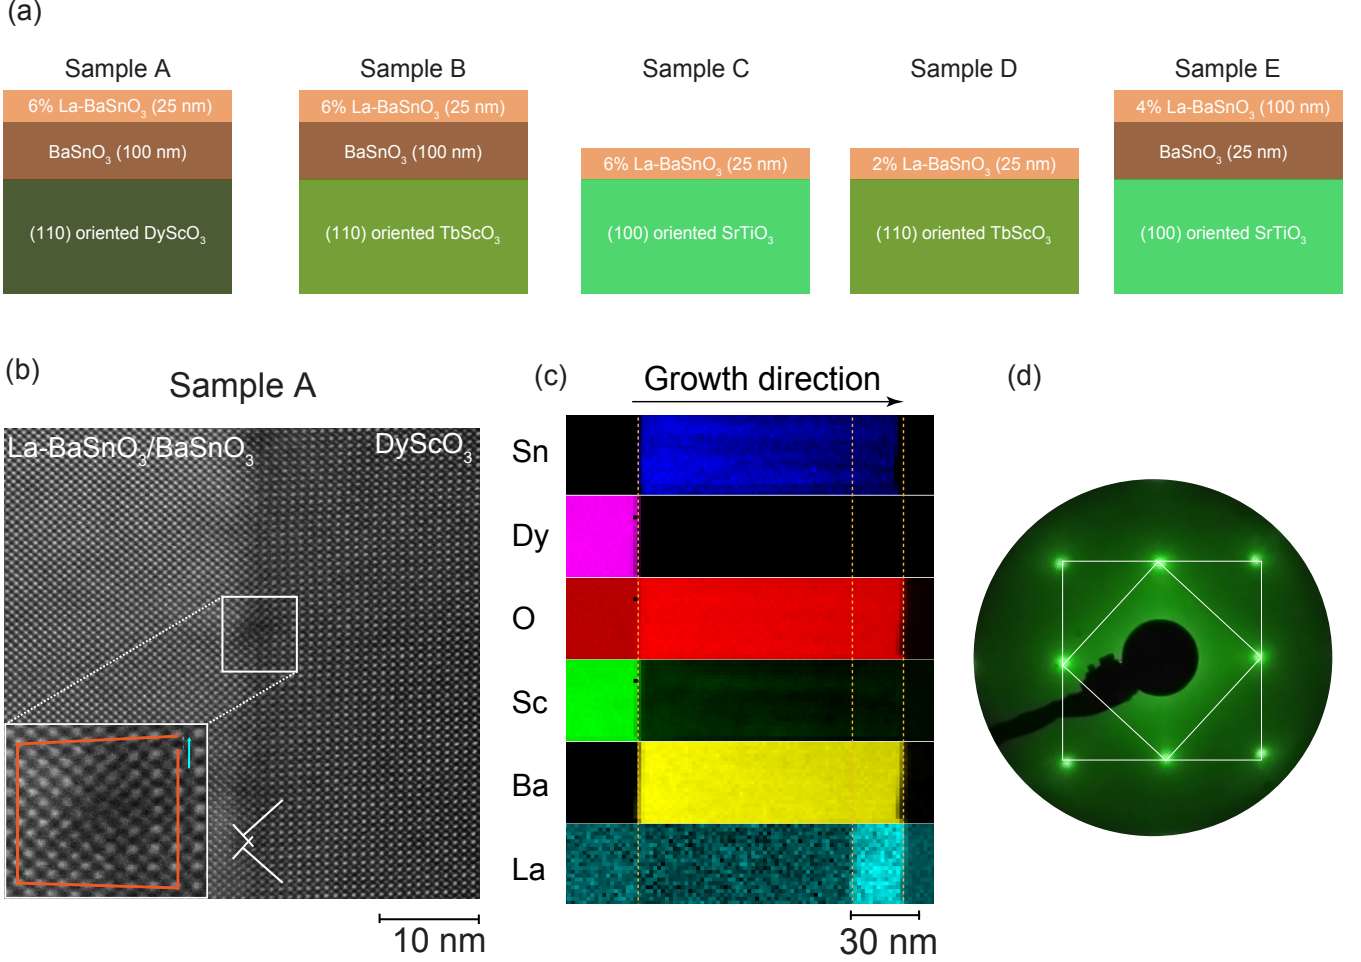 (a)
Sample A
Sample B
Sample C
Sample D
Sample E
6% La-BaSnO₃ (25 nm)
BaSnO₃ (100 nm)
(110) oriented DyScO₃
6% La-BaSnO₃ (25 nm)
BaSnO₃ (100 nm)
(110) oriented TbScO₃
6% La-BaSnO₃ (25 nm)
(100) oriented SrTiO₃
2% La-BaSnO₃ (25 nm)
(110) oriented TbScO₃
4% La-BaSnO₃ (100 nm)
BaSnO₃ (25 nm)
(100) oriented SrTiO₃
(b)
Sample A
La-BaSnO₃/BaSnO₃
DyScO₃
10 nm
(c)
Growth direction
Sn
Dy
O
Sc
Ba
La
30 nm
(d)